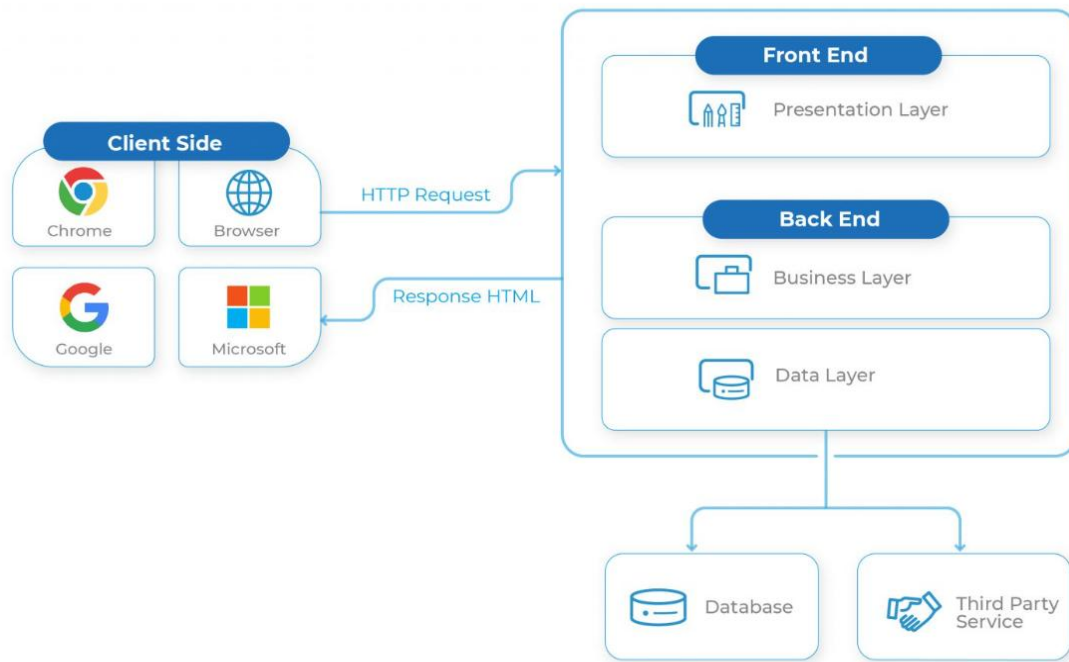 Front End
Presentation Layer
Client Side
Chrome
Browser
HTTP Request
Back End
Business Layer
Google
Microsoft
Response HTML
Data Layer
Database
Third Party
Service